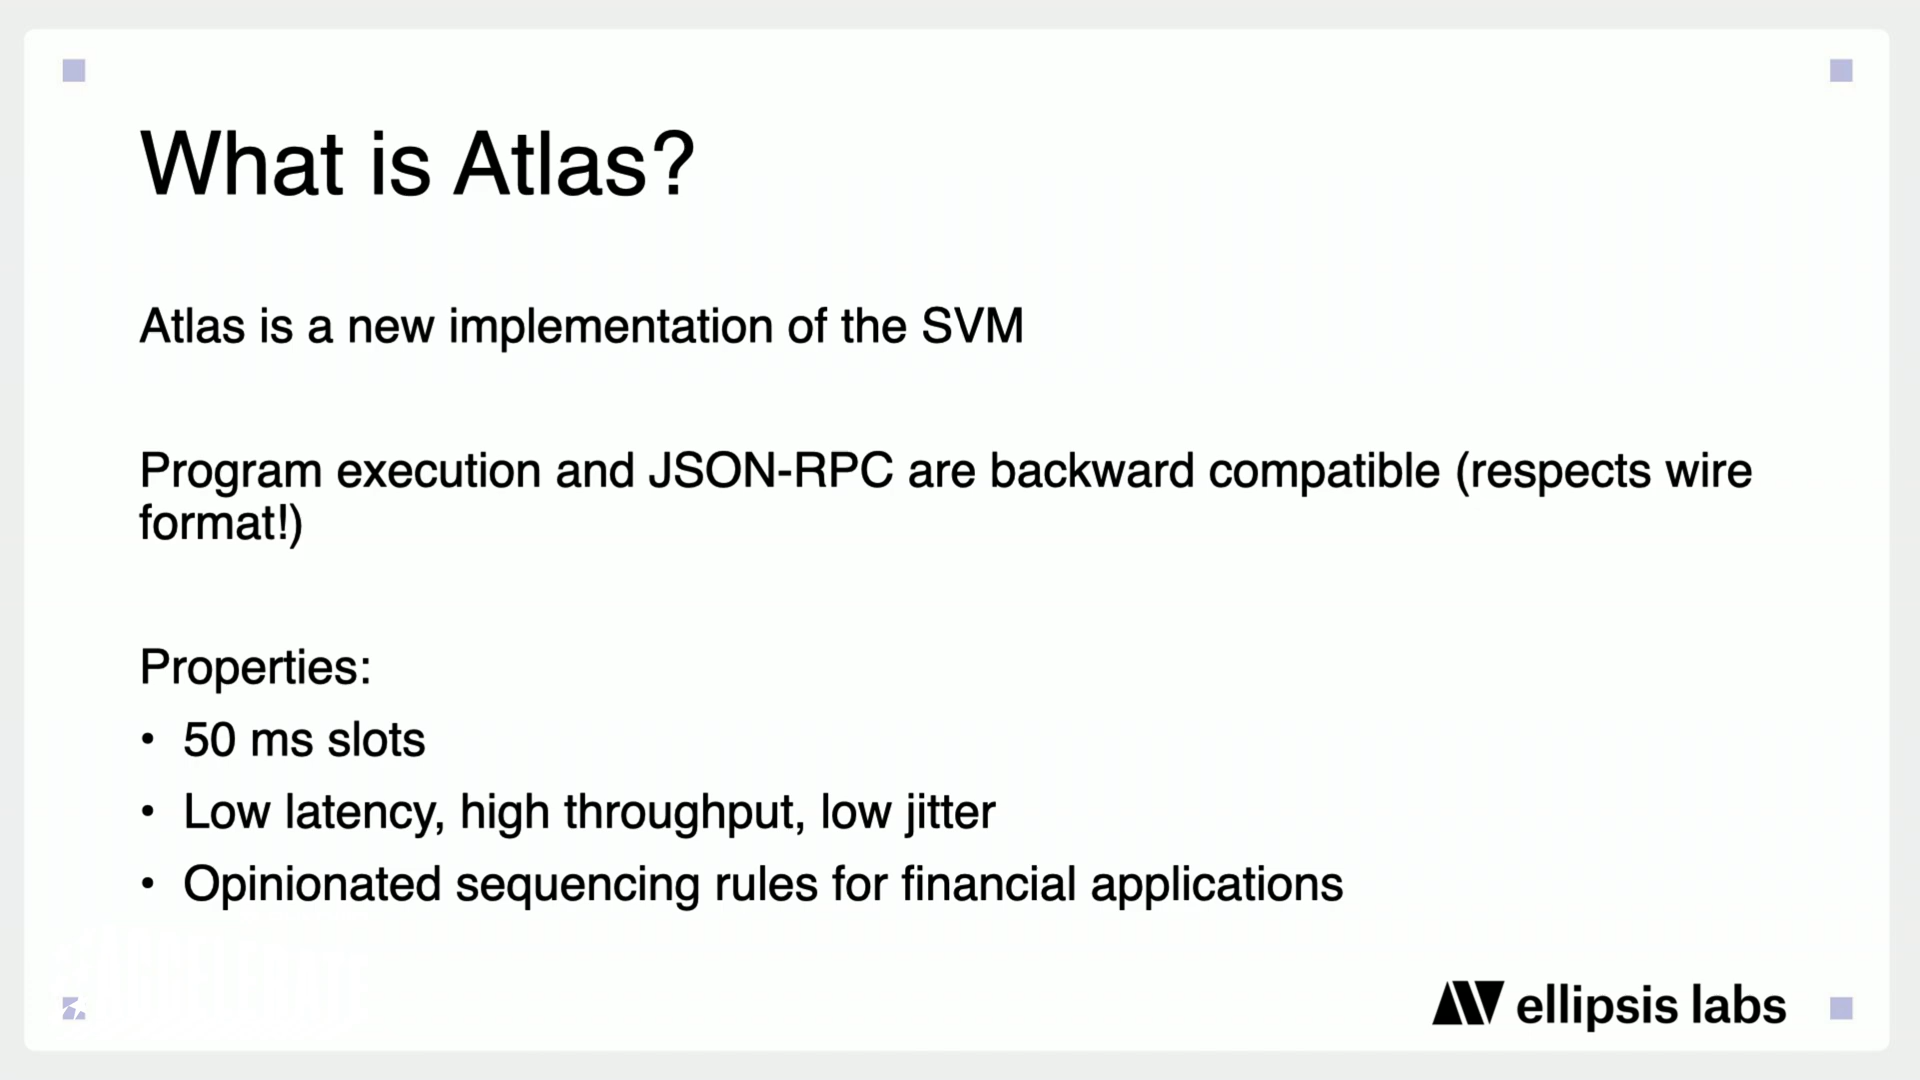 What is Atlas?
Atlas is a new implementation of the SVM
Program execution and JSON-RPC are backward compatible (respects wire
format!)
Properties:
• 50 ms slots
• Low latency, high throughput, low jitter
• Opinionated sequencing rules for financial applications
ellipsis labs